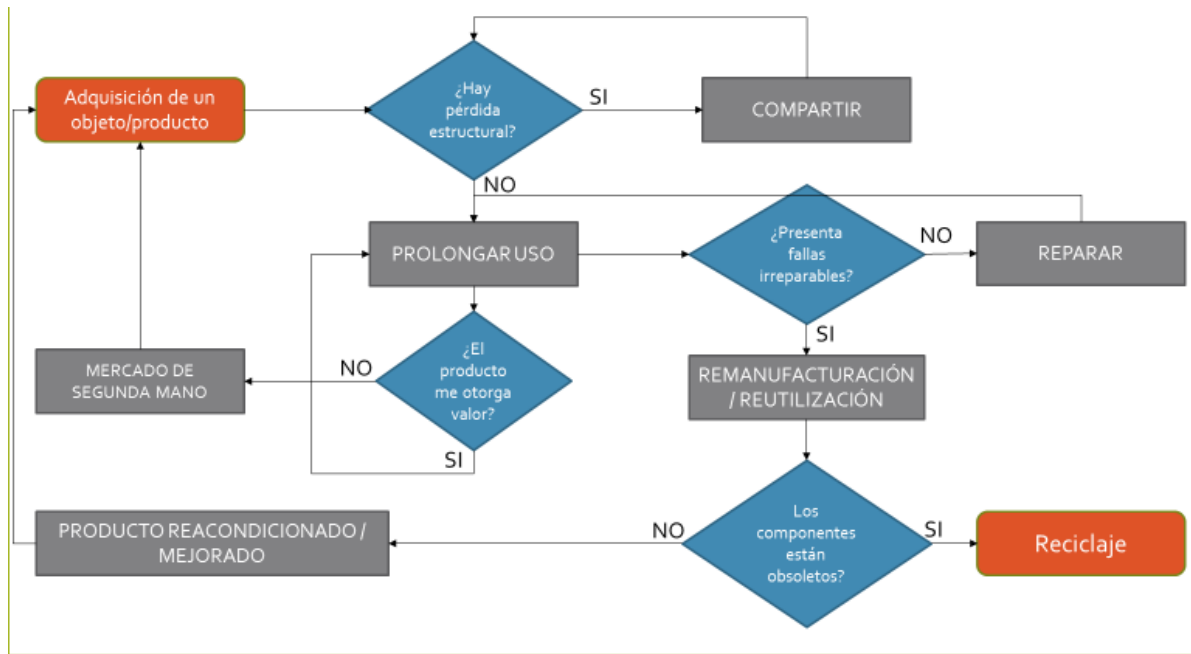 Adquisición de un
objeto/producto
¿Hay
pérdida
estructural?
SI
COMPARTIR
NO
PROLONGAR USO
¿Presenta
fallas
irreparables?
NO
REPARAR
SI
MERCADO DE
SEGUNDA MANO
NO
¿El
producto
me otorga
valor?
SI
REMANUFACTURACIÓN
/ REUTILIZACIÓN
PRODUCTO REACONDICIONADO /
MEJORADO
NO
Los
componentes
están
obsoletos?
SI
Reciclaje